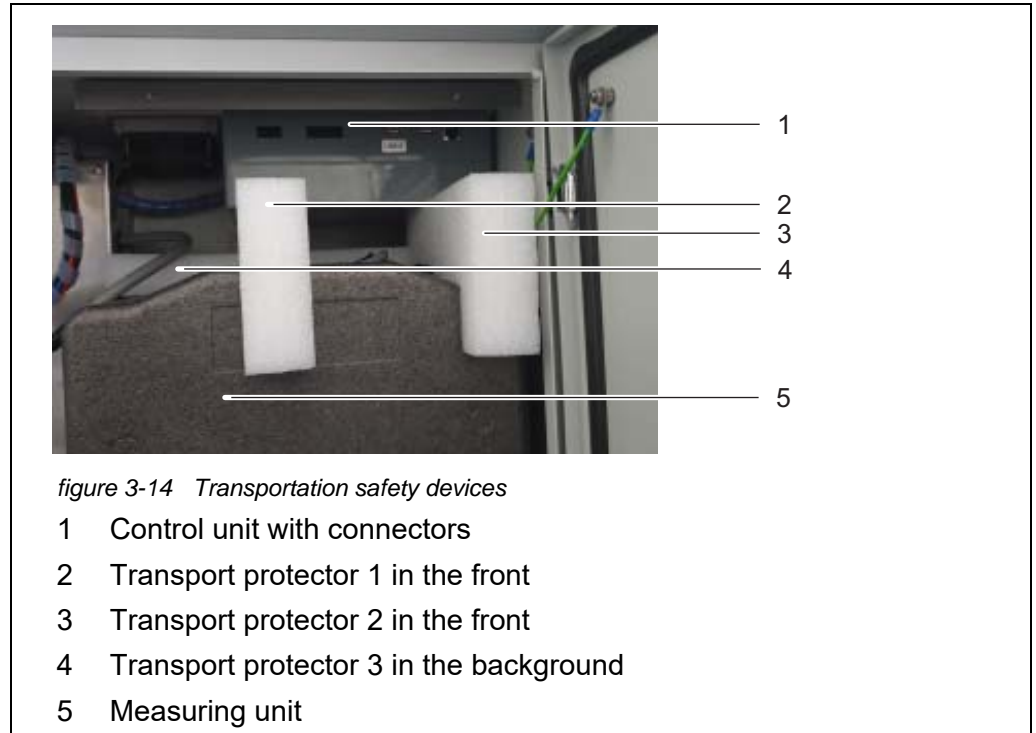 1
2
3
4
5
figure 3-14 Transportation safety devices
1 Control unit with connectors
2 Transport protector 1 in the front
3 Transport protector 2 in the front
4 Transport protector 3 in the background
5 Measuring unit